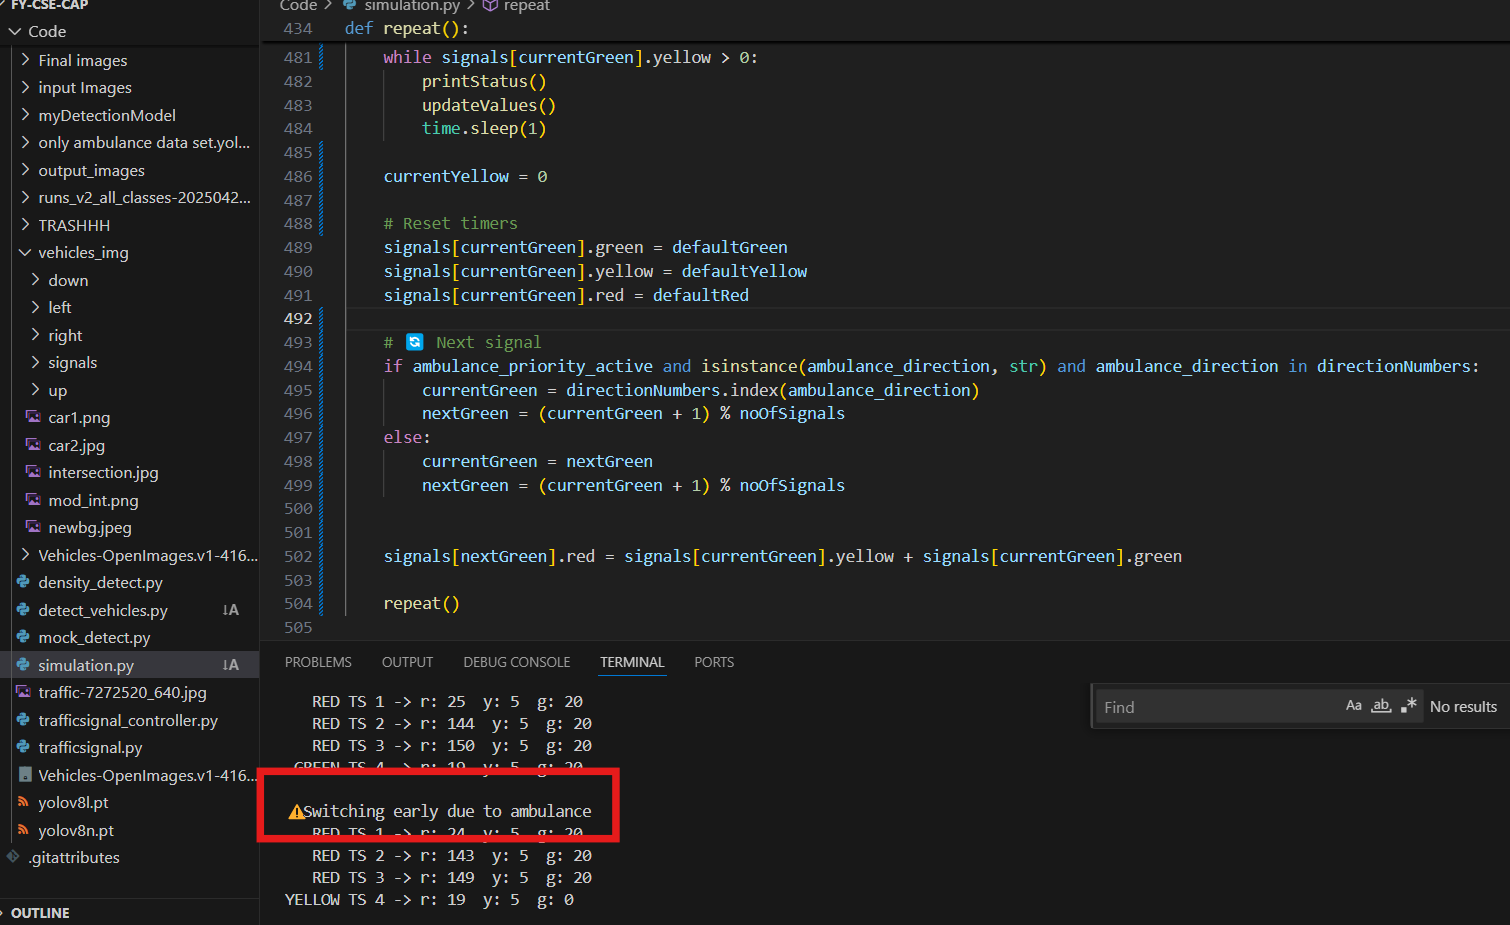 FY-CSE-CAP
Code
Final images
input Images
myDetectionModel
only ambulance data set.yol...
output_images
runs_v2_all_classes-202504 2...
TRASHHH
vehicles_img
down
left
right
signals
up
car1.png
car2.jpg
intersection.jpg
mod_int.png
newbg.jpeg
Vehicles-OpenImages.v1-416...
density_detect.py
detect_vehicles.py ↓A
mock_detect.py
simulation.py ↓A
traffic-7272520_640.jpg
trafficsignal_controller.py
trafficsignal.py
Vehicles-OpenImages.v1-416...
yolov8l.pt
yolov8n.pt
.gitattributes
OUTLINE
Code > simulation.py > repeat
434 def repeat():
481 while signals[currentGreen].yellow > 0:
482 printStatus()
483 updateValues()
484 time.sleep(1)
485
486 currentYellow = 0
487
488 # Reset timers
489 signals[currentGreen].green = defaultGreen
490 signals[currentGreen].yellow = defaultYellow
491 signals[currentGreen].red = defaultRed
492
493 # 🔄 Next signal
494 if ambulance_priority_active and isinstance(ambulance_direction, str) and ambulance_direction in directionNumbers:
495 currentGreen = directionNumbers.index(ambulance_direction)
496 nextGreen = (currentGreen + 1) % noOfSignals
497 else:
498 currentGreen = nextGreen
499 nextGreen = (currentGreen + 1) % noOfSignals
500
501
502 signals[nextGreen].red = signals[currentGreen].yellow + signals[currentGreen].green
503
504 repeat()
505
PROBLEMS OUTPUT DEBUG CONSOLE TERMINAL PORTS
Find Aa ab .* No results
RED TS 1 -> r: 25 y: 5 g: 20
RED TS 2 -> r: 144 y: 5 g: 20
RED TS 3 -> r: 150 y: 5 g: 20
GREEN TS 4 -> r: 19 y: 5 g: 20
⚠️Switching early due to ambulance
RED TS 1 -> r: 24 y: 5 g: 20
RED TS 2 -> r: 143 y: 5 g: 20
RED TS 3 -> r: 149 y: 5 g: 20
YELLOW TS 4 -> r: 19 y: 5 g: 0